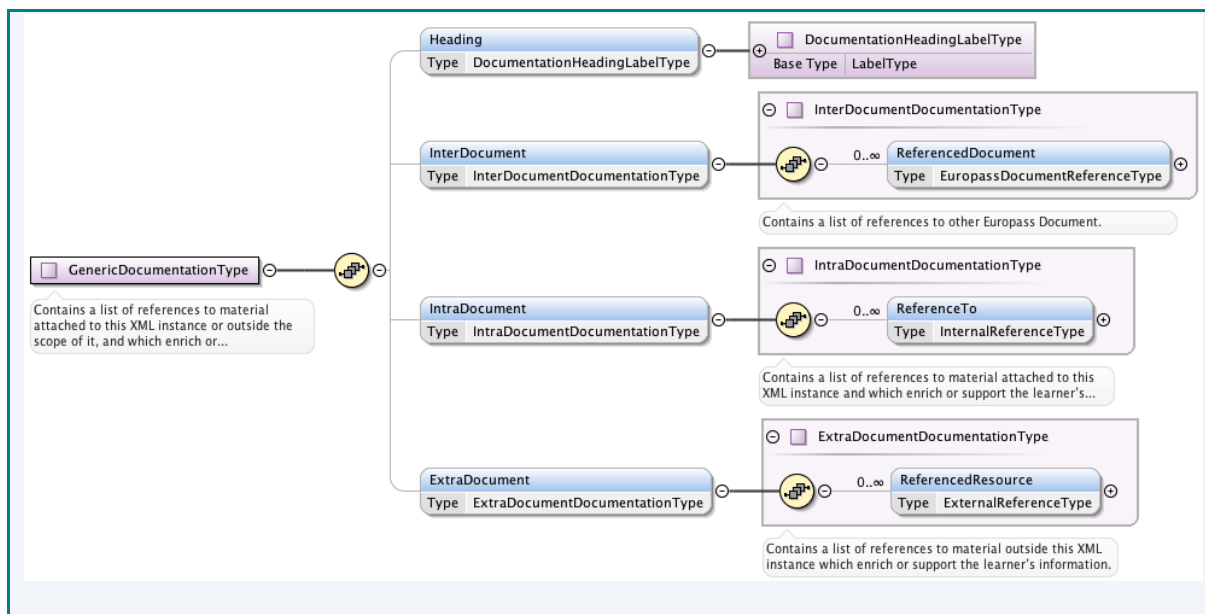 Heading
Type DocumentationHeadingLabelType
DocumentationHeadingLabelType
Base Type LabelType
InterDocument
Type InterDocumentDocumentationType
InterDocumentDocumentationType
0..∞
ReferencedDocument
Type EuropassDocumentReferenceType
Contains a list of references to other Europass Document.
GenericDocumentationType
Contains a list of references to material
attached to this XML instance or outside the
scope of it, and which enrich or...
IntraDocument
Type IntraDocumentDocumentationType
IntraDocumentDocumentationType
0..∞
ReferenceTo
Type InternalReferenceType
Contains a list of references to material attached to this
XML instance and which enrich or support the learner's...
ExtraDocument
Type ExtraDocumentDocumentationType
ExtraDocumentDocumentationType
0..∞
ReferencedResource
Type ExternalReferenceType
Contains a list of references to material outside this XML
instance which enrich or support the learner's information.